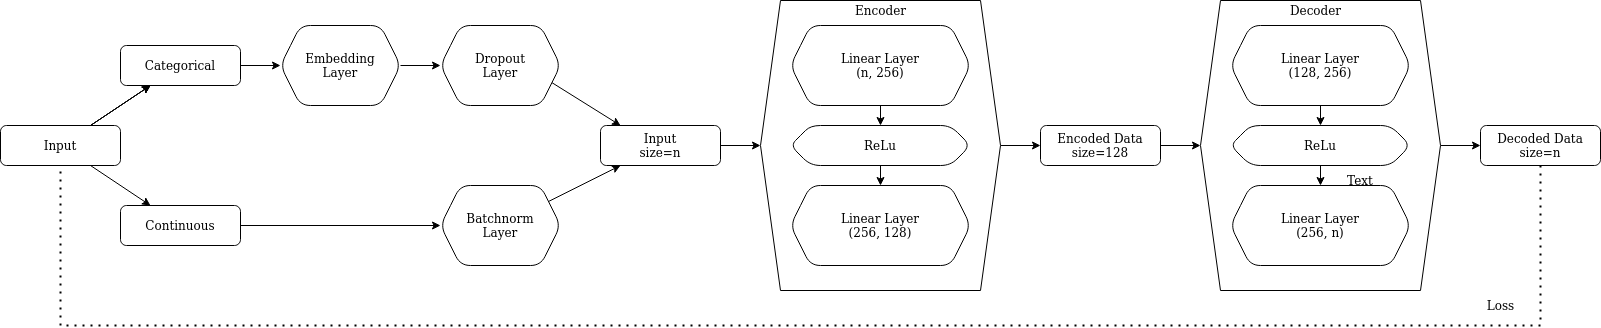 Input
Categorical
Continuous
Embedding
Layer
Dropout
Layer
Batchnorm
Layer
Input
size=n
Encoder
Linear Layer
(n, 256)
ReLu
Linear Layer
(256, 128)
Encoded Data
size=128
Decoder
Linear Layer
(128, 256)
ReLu
Text
Linear Layer
(256, n)
Decoded Data
size=n
Loss